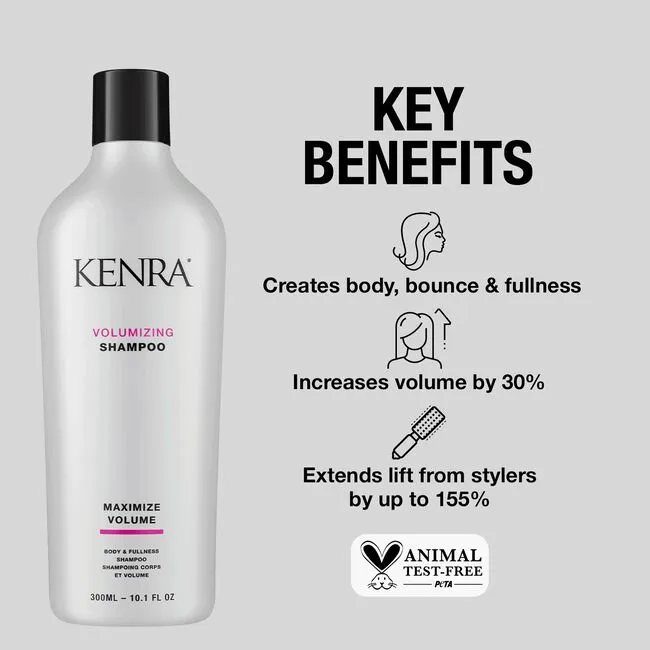 KENRA®
VOLUMIZING
SHAMPOO
MAXIMIZE
VOLUME
BODY & FULLNESS
SHAMPOO
SHAMPOING CORPS
ET VOLUME
300ML – 10.1 FL OZ
KEY
BENEFITS
Creates body, bounce & fullness
Increases volume by 30%
Extends lift from stylers
by up to 155%
ANIMAL
TEST-FREE
PETA